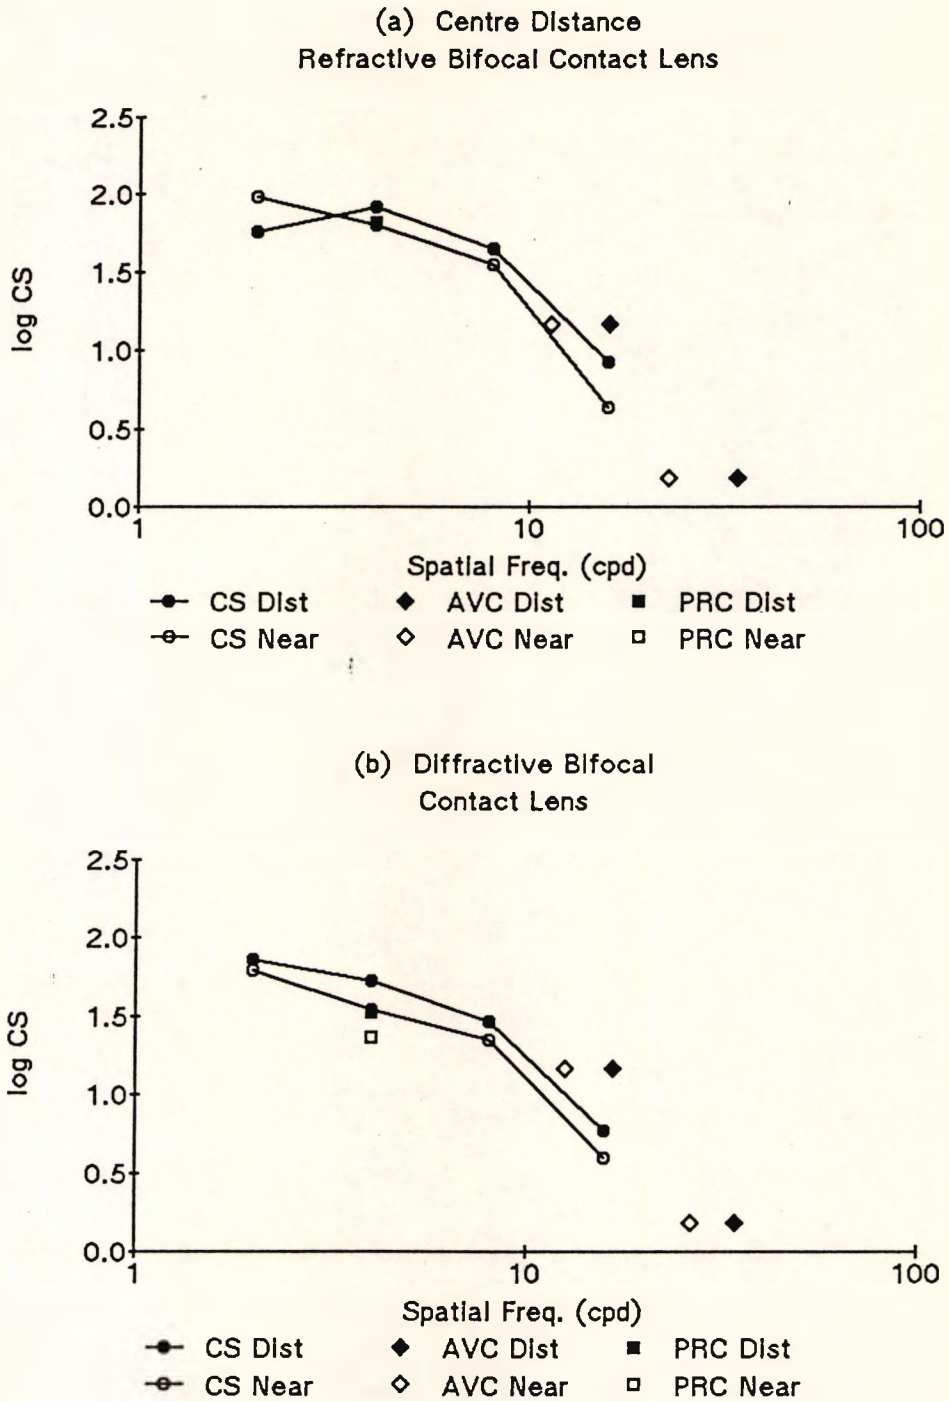 (a) Centre Distance
Refractive Bifocal Contact Lens
2.5
2.0
1.5
1.0
0.5
0.0
log CS
1 10 100
Spatial Freq. (cpd)
CS Dist AVC Dist PRC Dist
CS Near AVC Near PRC Near
(b) Diffractive Bifocal
Contact Lens
2.5
2.0
1.5
1.0
0.5
0.0
log CS
1 10 100
Spatial Freq. (cpd)
CS Dist AVC Dist PRC Dist
CS Near AVC Near PRC Near